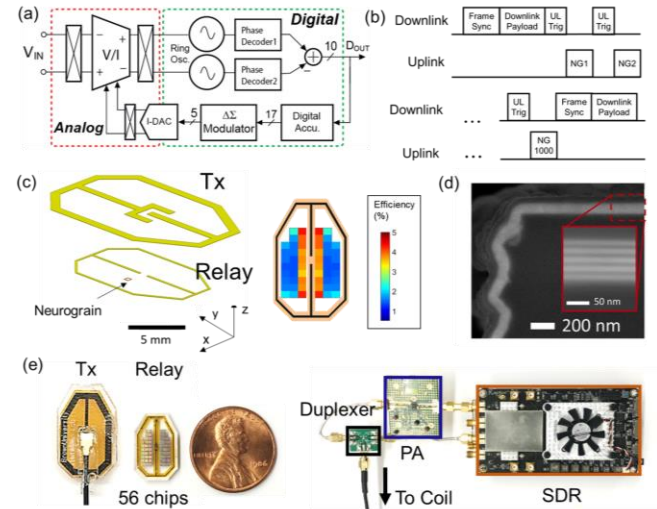 (a)
Digital
V_IN
V/I
Ring
Osc.
Phase
Decoder1
Phase
Decoder2
10
D_OUT
I-DAC
5
ΔΣ
Modulator
17
Digital
Accu.
Analog
(b)
Downlink
Frame
Sync
Downlink
Payload
UL
Trig
UL
Trig
Uplink
NG1
NG2
Downlink
...
UL
Trig
Frame
Sync
Downlink
Payload
Uplink
...
NG
1000
(c)
Tx
Relay
Neurograin
5 mm
x
y
z
Efficiency
(%)
5
4
3
2
1
(d)
50 nm
200 nm
(e)
Tx
Relay
56 chips
Duplexer
PA
To Coil
SDR